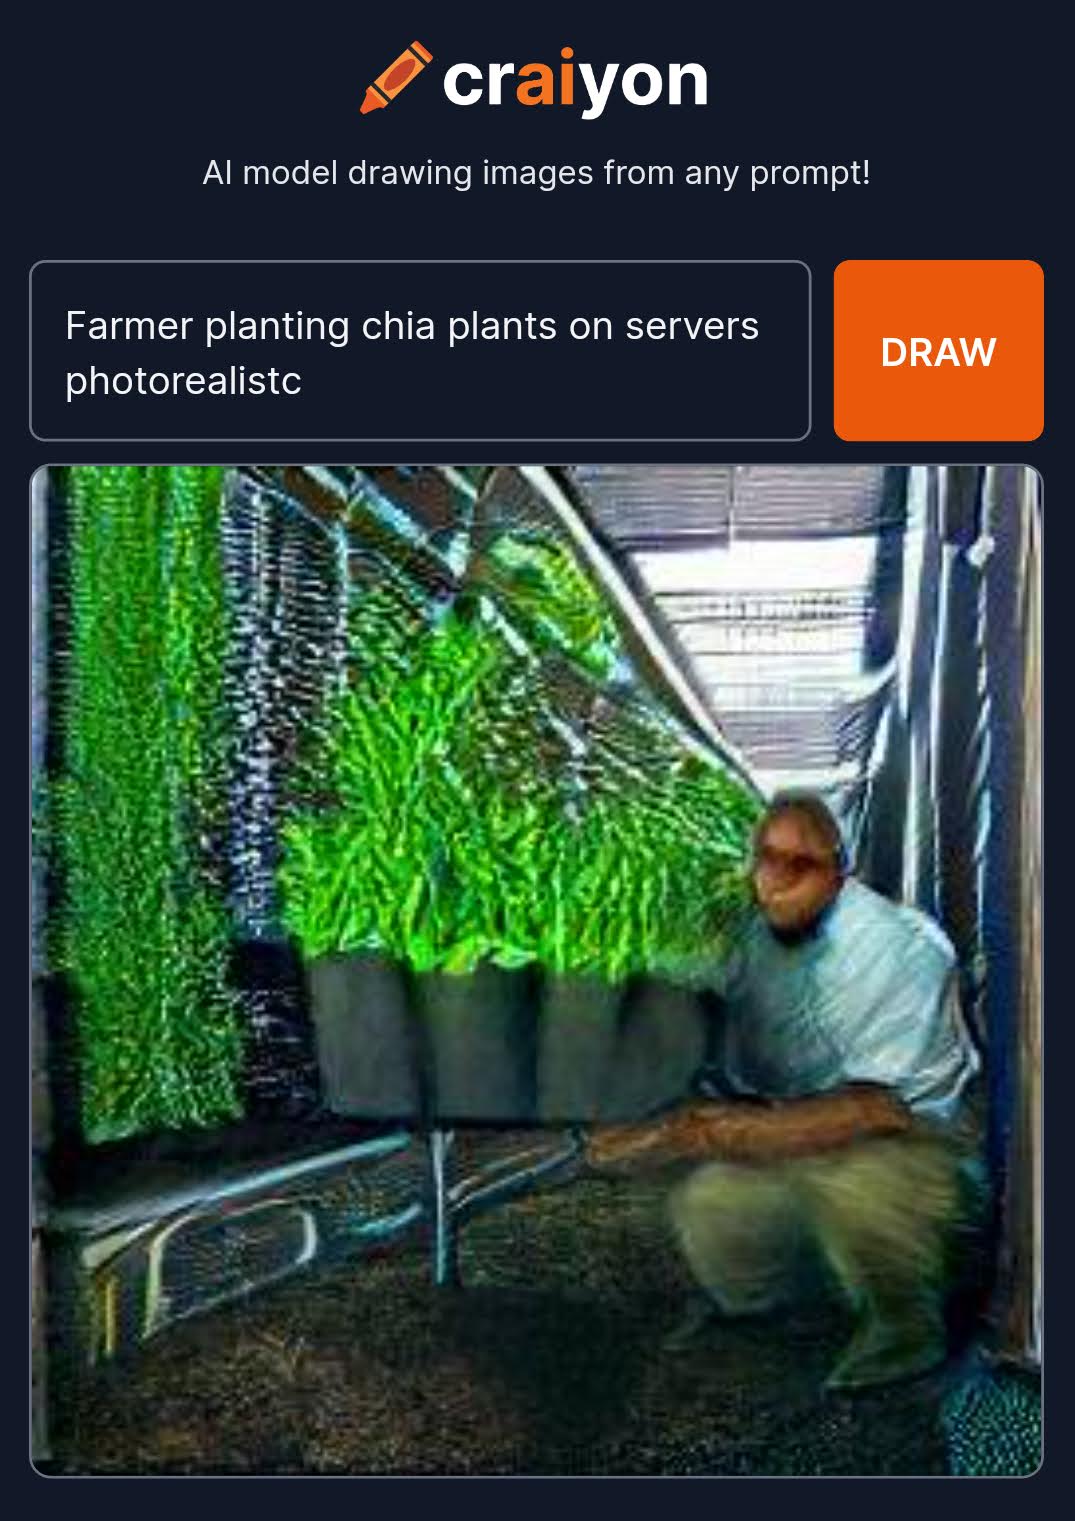 craiyon
AI model drawing images from any prompt!
Farmer planting chia plants on servers
photorealistc
DRAW